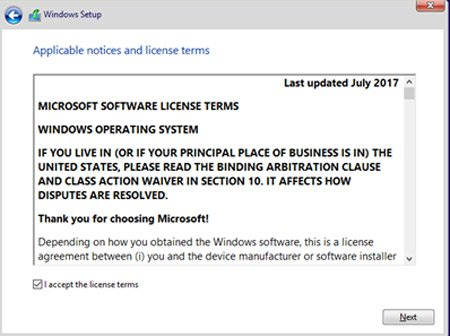 Windows Setup
Applicable notices and license terms
Last updated July 2017
MICROSOFT SOFTWARE LICENSE TERMS
WINDOWS OPERATING SYSTEM
IF YOU LIVE IN (OR IF YOUR PRINCIPAL PLACE OF BUSINESS IS IN) THE
UNITED STATES, PLEASE READ THE BINDING ARBITRATION CLAUSE
AND CLASS ACTION WAIVER IN SECTION 10. IT AFFECTS HOW
DISPUTES ARE RESOLVED.
Thank you for choosing Microsoft!
Depending on how you obtained the Windows software, this is a license
agreement between (i) you and the device manufacturer or software installer
I accept the license terms
Next